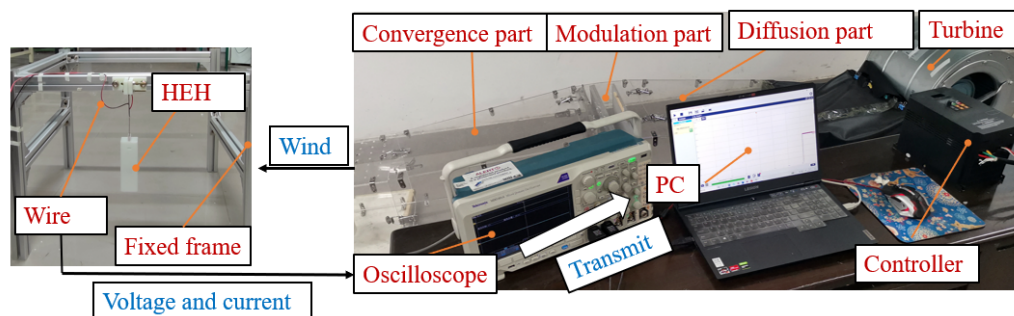 Convergence part
Modulation part
Diffusion part
Turbine
HEH
Wind
PC
Wire
Fixed frame
Oscilloscope
Transmit
Controller
Voltage and current